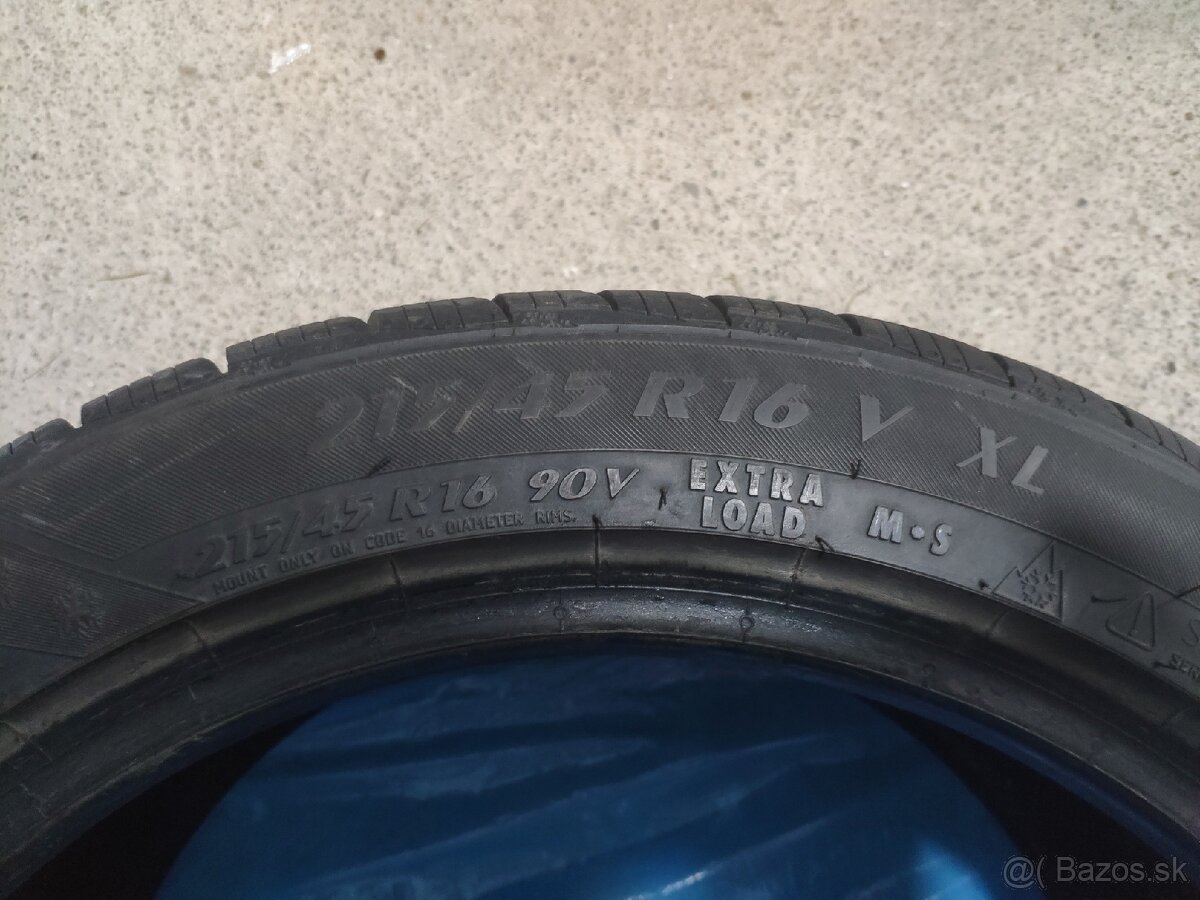 215/45 R16 V XL
215/45 R16 90V EXTRA LOAD M•S
MOUNT ONLY ON CODE 16 DIAMETER RIMS.
@( Bazos.sk